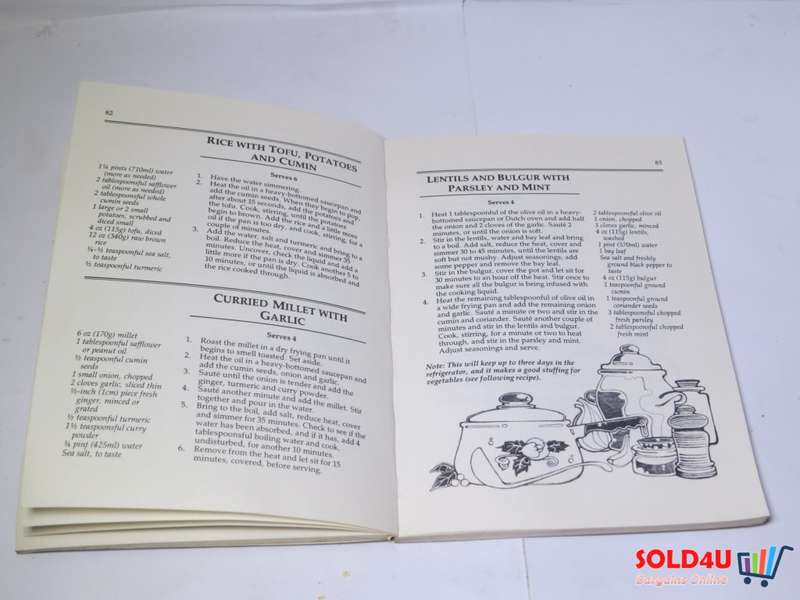 82
RICE WITH TOFU, POTATOES
AND CUMIN
Serves 6
1¼ pints (710ml) water
(more as needed)
2 tablespoonsful safflower
oil (more as needed)
2 tablespoonsful whole
cumin seeds
1 large or 2 small
potatoes, scrubbed and
diced small
4 oz (115g) tofu, diced
12 oz (340g) raw brown
rice
¼-½ teaspoonsful sea salt,
to taste
½ teaspoonsful turmeric
1. Have the water simmering.
2. Heat the oil in a heavy-bottomed saucepan and
add the cumin seeds. When they begin to pop,
after about 15 seconds, add the potatoes and
the tofu. Cook, stirring, until the potatoes
begin to brown. Add the rice and a little more
oil if the pan is too dry, and cook, stirring, for a
couple of minutes.
3. Add the water, salt and turmeric and bring to a
boil. Reduce the heat, cover and simmer 35
minutes. Uncover, check the liquid and add a
little more if the pan is dry. Cook another 5 to
10 minutes, or until the liquid is absorbed and
the rice cooked through.
CURRIED MILLET WITH
GARLIC
Serves 4
6 oz (170g) millet
1 tablespoonsful safflower
or peanut oil
½ teaspoonsful cumin
seeds
1 small onion, chopped
2 cloves garlic, sliced thin
½-inch (1cm) piece fresh
ginger, minced or
grated
½ teaspoonsful turmeric
1 teaspoonsful curry
powder
¾ pint (425ml) water
Sea salt, to taste
1. Roast the millet in a dry frying pan until it
begins to smell toasted. Set aside.
2. Heat the oil in a heavy-bottomed saucepan and
add the cumin seeds, onion and garlic.
3. Sauté until the onion is tender and add the
ginger, turmeric and curry powder.
4. Sauté another minute and add the millet. Stir
together and pour in the water.
5. Bring to the boil, add salt, reduce heat, cover
and simmer for 35 minutes. Check to see if the
water has been absorbed, and if it has, add 4
tablespoonsful boiling water and cook,
undisturbed, for another 10 minutes.
6. Remove from the heat and let sit for 15
minutes, covered, before serving.
83
LENTILS AND BULGUR WITH
PARSLEY AND MINT
Serves 4
1. Heat 1 tablespoonful of the olive oil in a heavy-
bottomed saucepan or Dutch oven and add half
the onion and 2 cloves of the garlic. Sauté 2
minutes, or until the onion is soft.
2. Stir in the lentils, water and bay leaf and bring
to a boil. Add salt, reduce the heat, cover and
simmer 30 to 45 minutes, until the lentils are
soft but not mushy. Adjust seasonings, add
some pepper and remove the bay leaf.
3. Stir in the bulgur, cover the pot and let sit for
30 minutes to an hour off the heat. Stir once to
make sure all the bulgur is being infused with
the cooking liquid.
4. Heat the remaining tablespoonful of olive oil in
a wide frying pan and add the remaining onion
and garlic. Sauté a minute or two and stir in the
cumin and coriander. Sauté another couple of
minutes and stir in the lentils and bulgur.
Cook, stirring, for a minute or two to heat
through, and stir in the parsley and mint.
Adjust seasonings and serve.
2 tablespoonsful olive oil
1 onion, chopped
3 cloves garlic, minced
4 oz (115g) lentils,
washed
1 pint (570ml) water
1 bay leaf
Sea salt and freshly
ground black pepper to
taste
4 oz (115g) bulgur
1 teaspoonsful ground
cumin
1 teaspoonsful ground
coriander seeds
3 tablespoonsful chopped
fresh parsley
2 tablespoonsful chopped
fresh mint
Note: This will keep up to three days in the
refrigerator, and it makes a good stuffing for
vegetables (see following recipe).
SOLD4U
Bargains Online